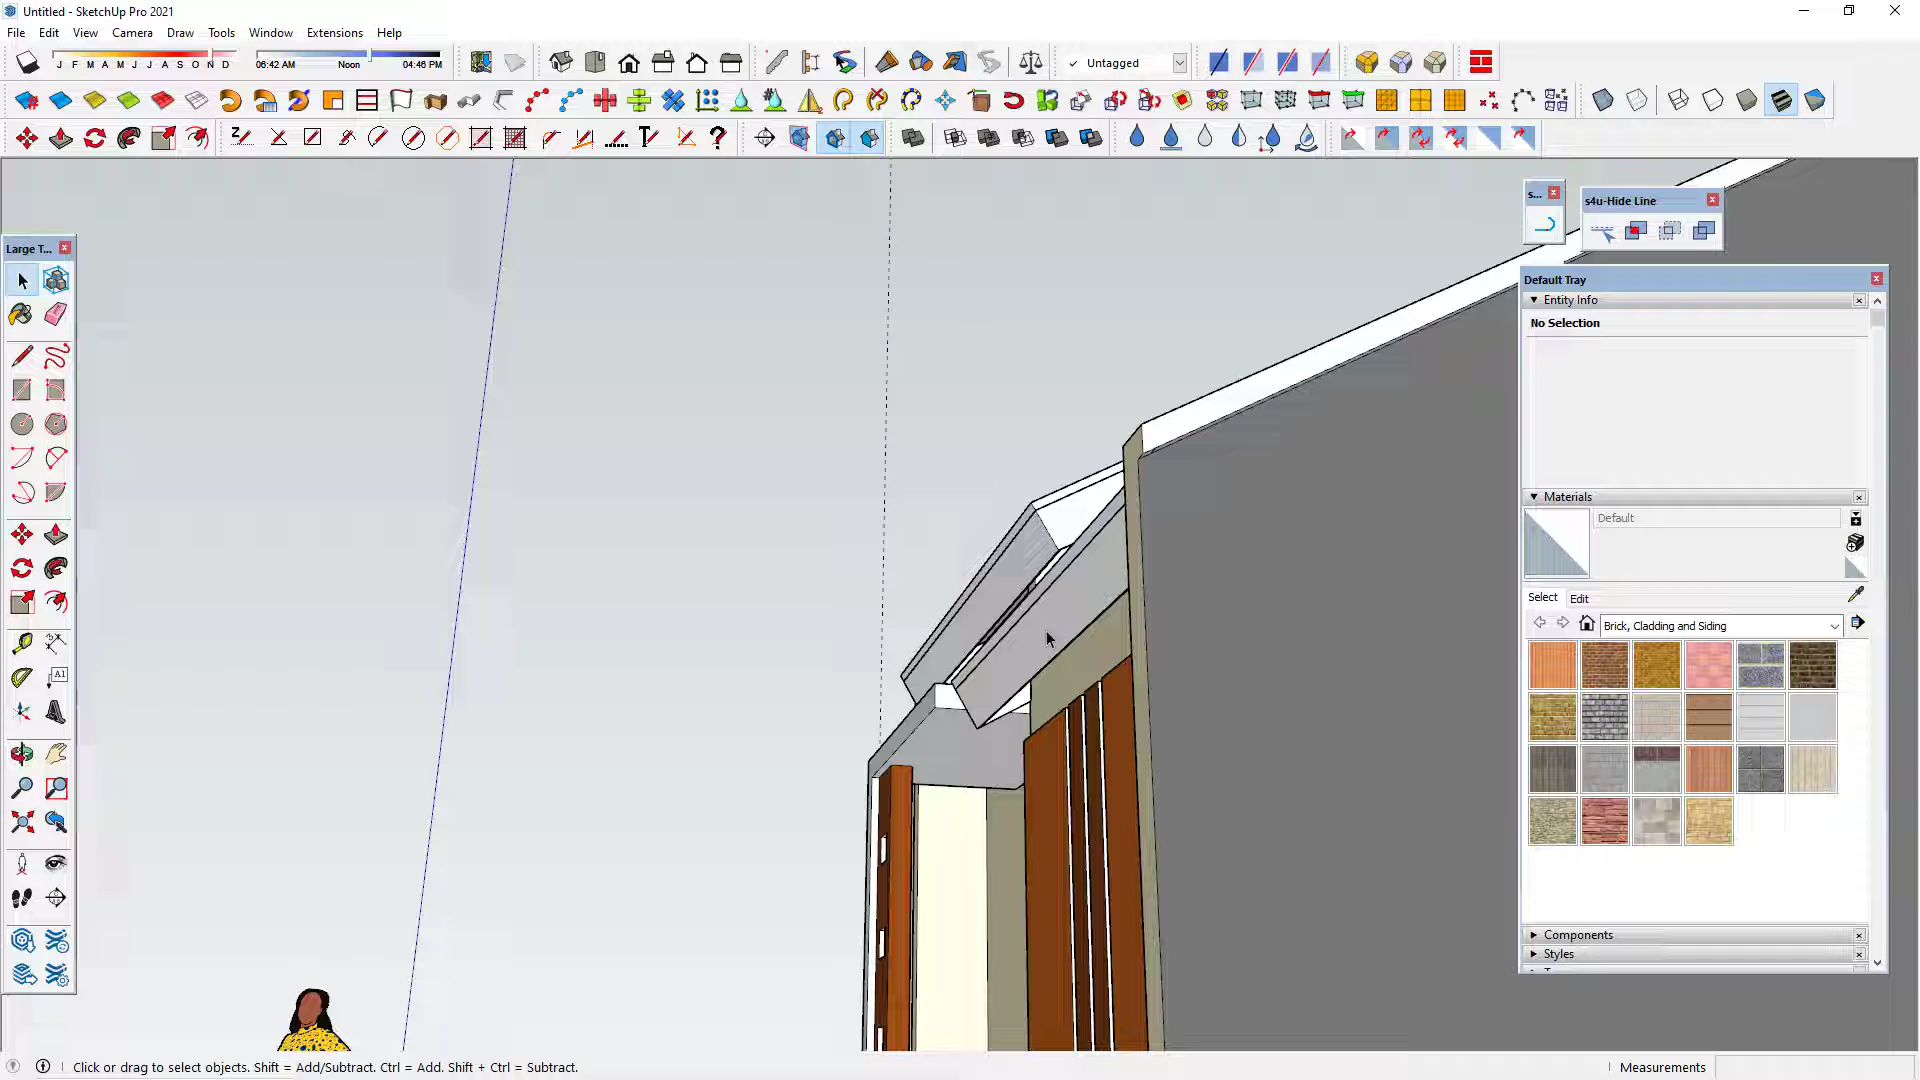 Untitled - SketchUp Pro 2021
File Edit View Camera Draw Tools Window Extensions Help
J F M A M J J A S O N D
06:42 AM Noon 04:46 PM
Untagged
Large T...
A1
s...
s4u-Hide Line
Default Tray
Entity Info
No Selection
Materials
Default
Select Edit
Brick, Cladding and Siding
Components
Styles
Click or drag to select objects. Shift = Add/Subtract. Ctrl = Add. Shift + Ctrl = Subtract.
Measurements